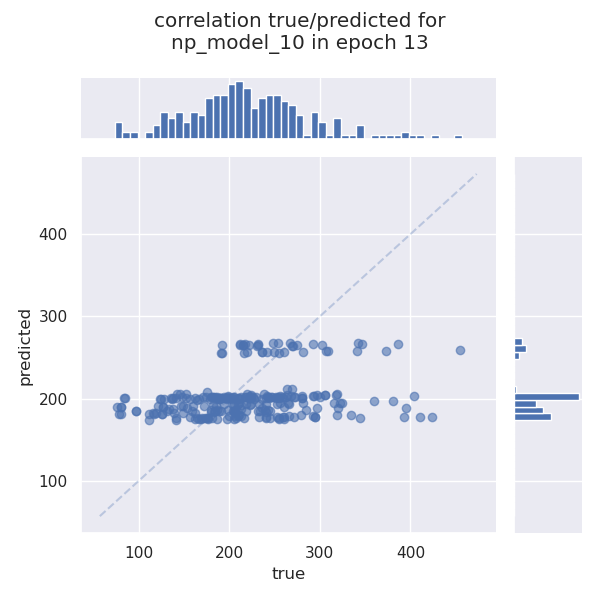 correlation true/predicted for
np_model_10 in epoch 13
400
300
200
100
predicted
100 200 300 400
true